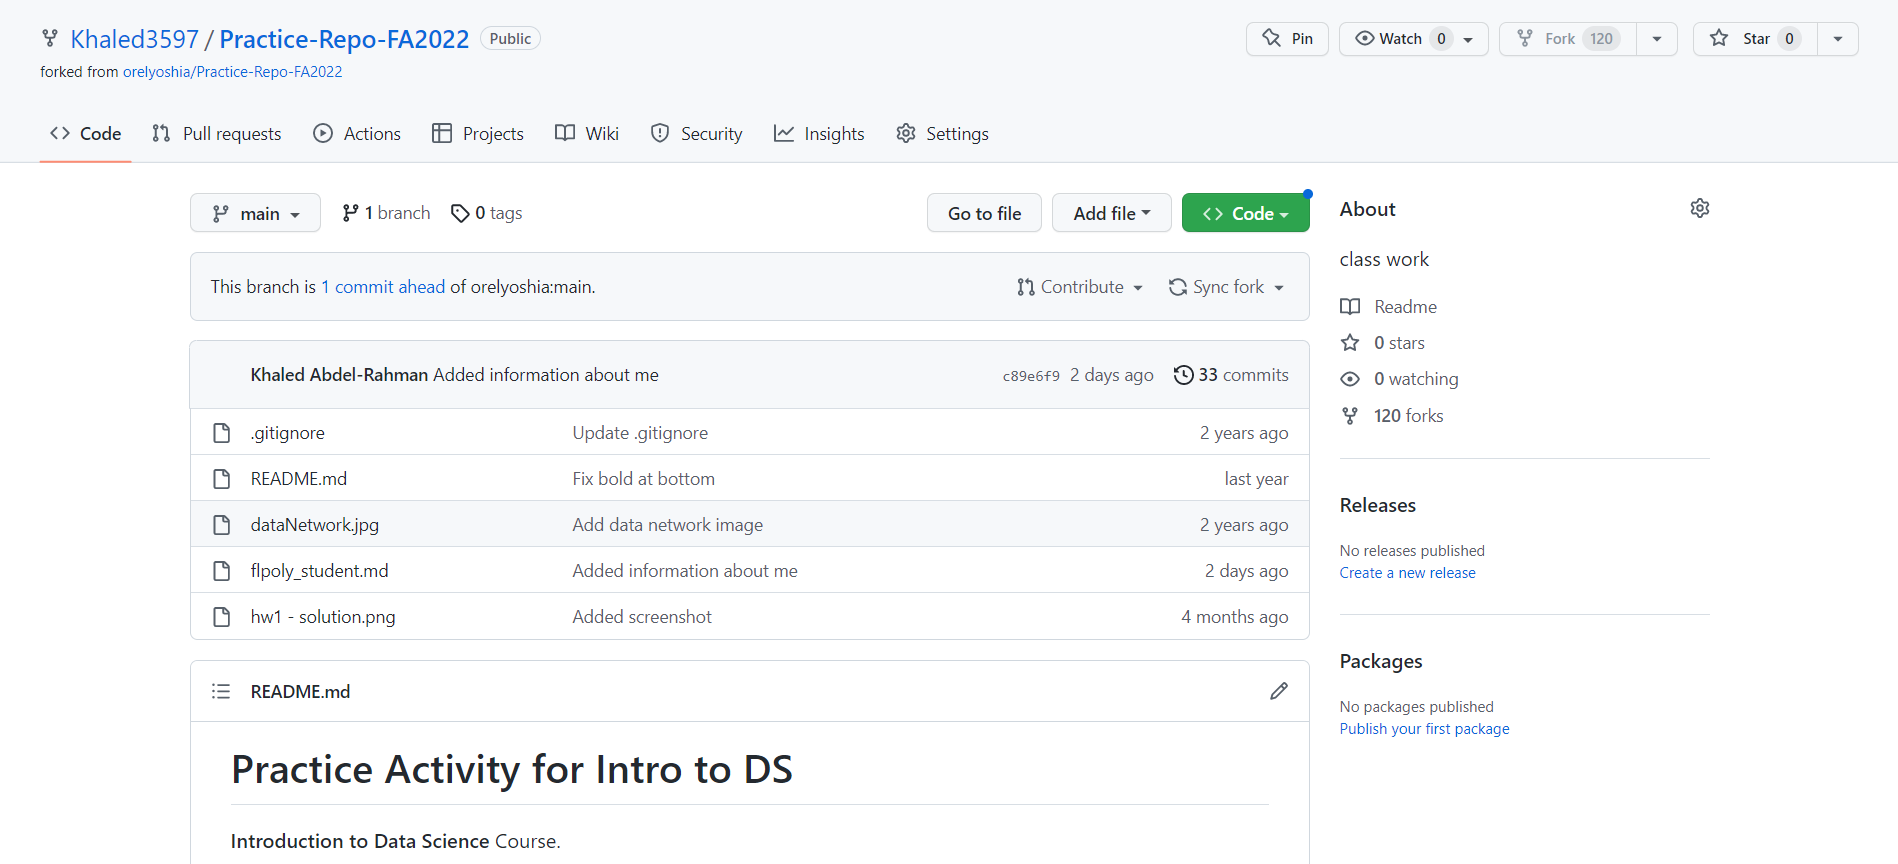 Khaled3597 / Practice-Repo-FA2022 Public
Pin Watch 0 Fork 120 Star 0
forked from orelyoshia/Practice-Repo-FA2022
Code Pull requests Actions Projects Wiki Security Insights Settings
main 1 branch 0 tags Go to file Add file Code
This branch is 1 commit ahead of orelyoshia:main. Contribute Sync fork
Khaled Abdel-Rahman Added information about me c89e6f9 2 days ago 33 commits
.gitignore Update .gitignore 2 years ago
README.md Fix bold at bottom last year
dataNetwork.jpg Add data network image 2 years ago
flpoly_student.md Added information about me 2 days ago
hw1 - solution.png Added screenshot 4 months ago
README.md
Practice Activity for Intro to DS
Introduction to Data Science Course.
About
class work
Readme
0 stars
0 watching
120 forks
Releases
No releases published
Create a new release
Packages
No packages published
Publish your first package